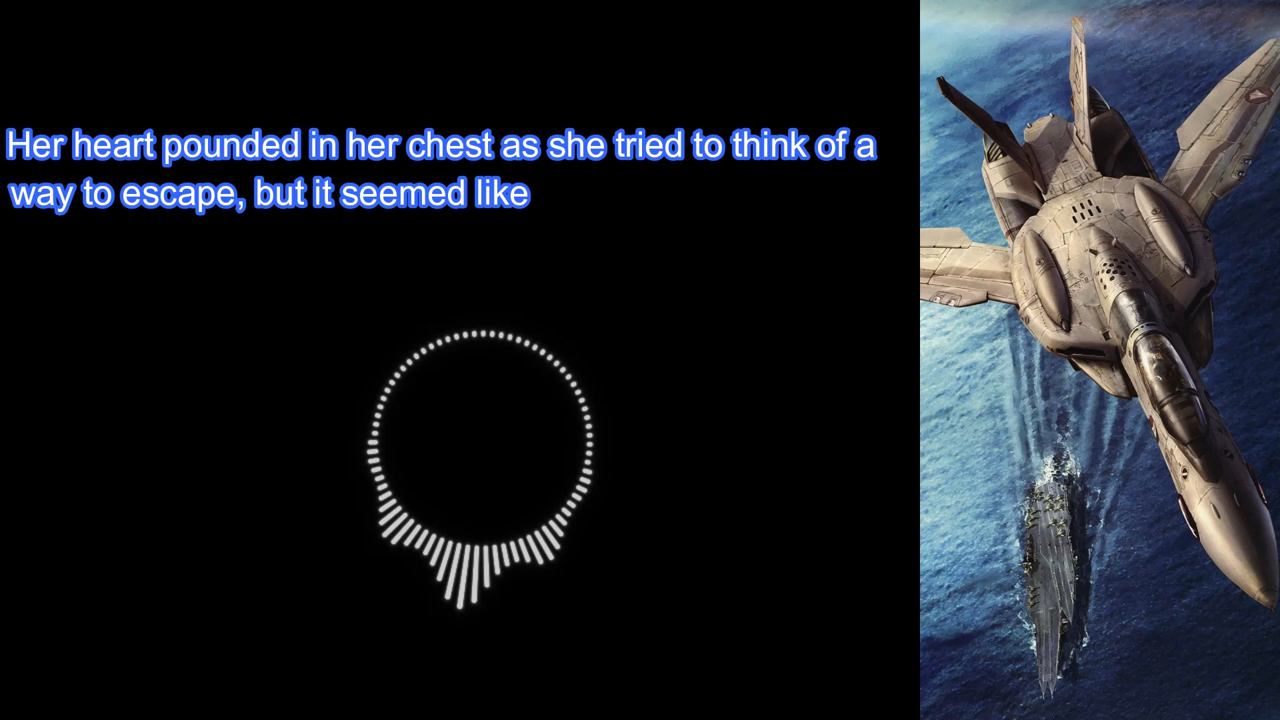 Her heart pounded in her chest as she tried to think of a
way to escape, but it seemed like